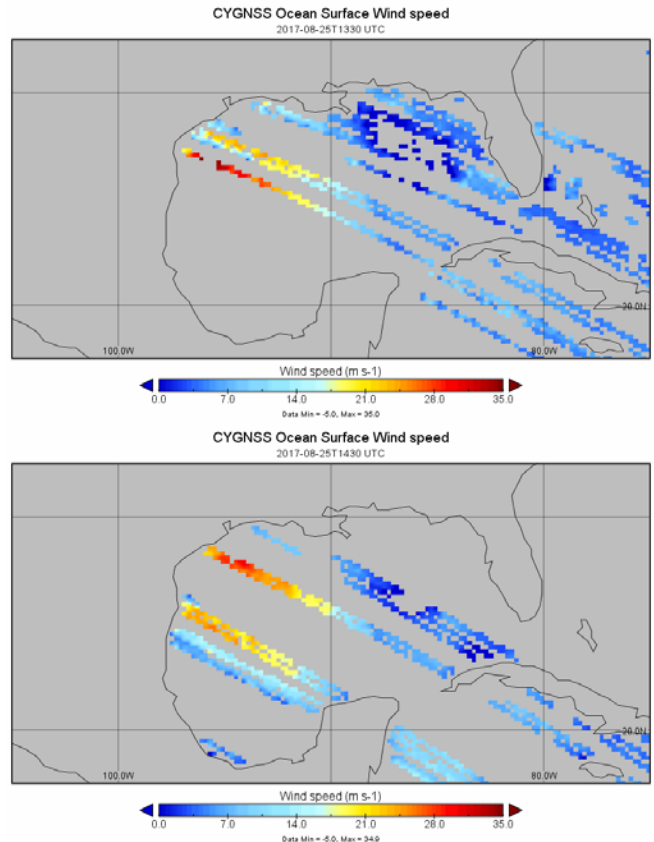 CYGNSS Ocean Surface Wind speed
2017-08-25T1330 UTC
20.0N
100.0W 80.0W
Wind speed (m s-1)
0.0 7.0 14.0 21.0 28.0 35.0
Data Min = -5.0, Max = 35.0
CYGNSS Ocean Surface Wind speed
2017-08-25T1430 UTC
20.0N
100.0W 80.0W
Wind speed (m s-1)
0.0 7.0 14.0 21.0 28.0 35.0
Data Min = -5.0, Max = 34.9